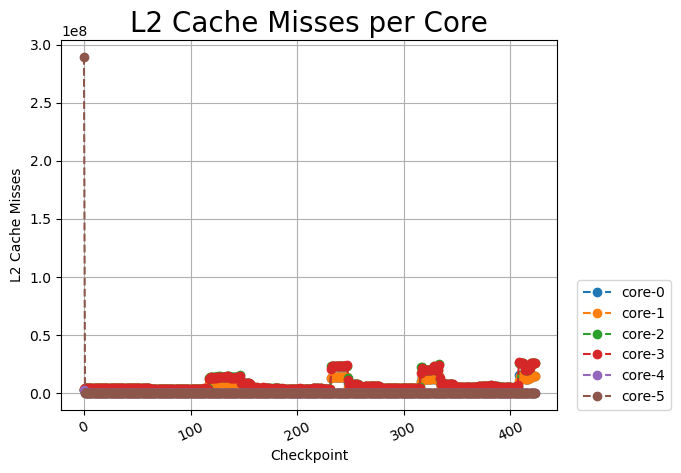 L2 Cache Misses per Core
1e8
3.0
2.5
2.0
1.5
1.0
0.5
0.0
L2 Cache Misses
0
100
200
300
400
Checkpoint
core-0
core-1
core-2
core-3
core-4
core-5